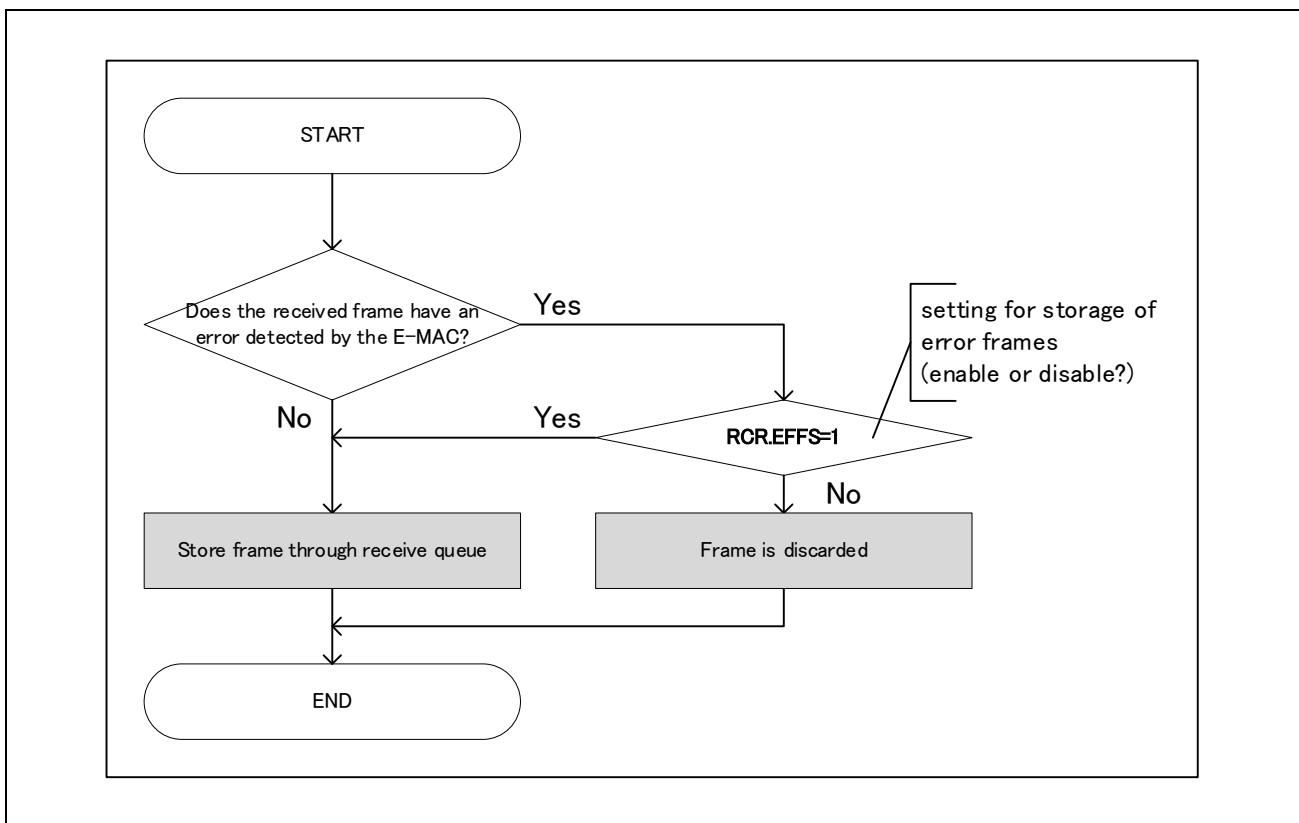 START
Does the received frame have an
error detected by the E-MAC?
Yes
setting for storage of
error frames
(enable or disable?)
No
Yes
RCR.EFFS=1
No
Store frame through receive queue
Frame is discarded
END